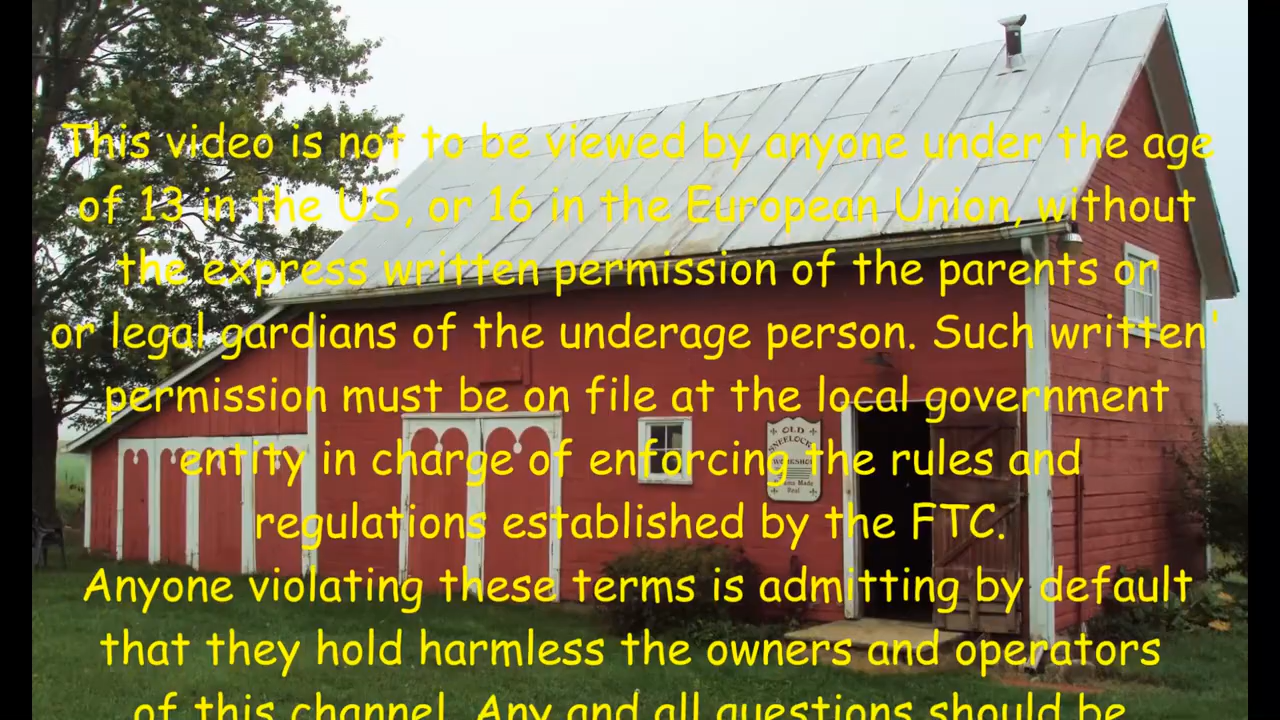 This video is not to be viewed by anyone under the age
of 13 in the US, or 16 in the European Union, without
the express written permission of the parents or
or legal gardians of the underage person. Such written'
permission must be on file at the local government
entity in charge of enforcing the rules and
regulations established by the FTC.
Anyone violating these terms is admitting by default
that they hold harmless the owners and operators
of this channel. Any and all questions should be
OLD
WORKSHOP
Made
Real